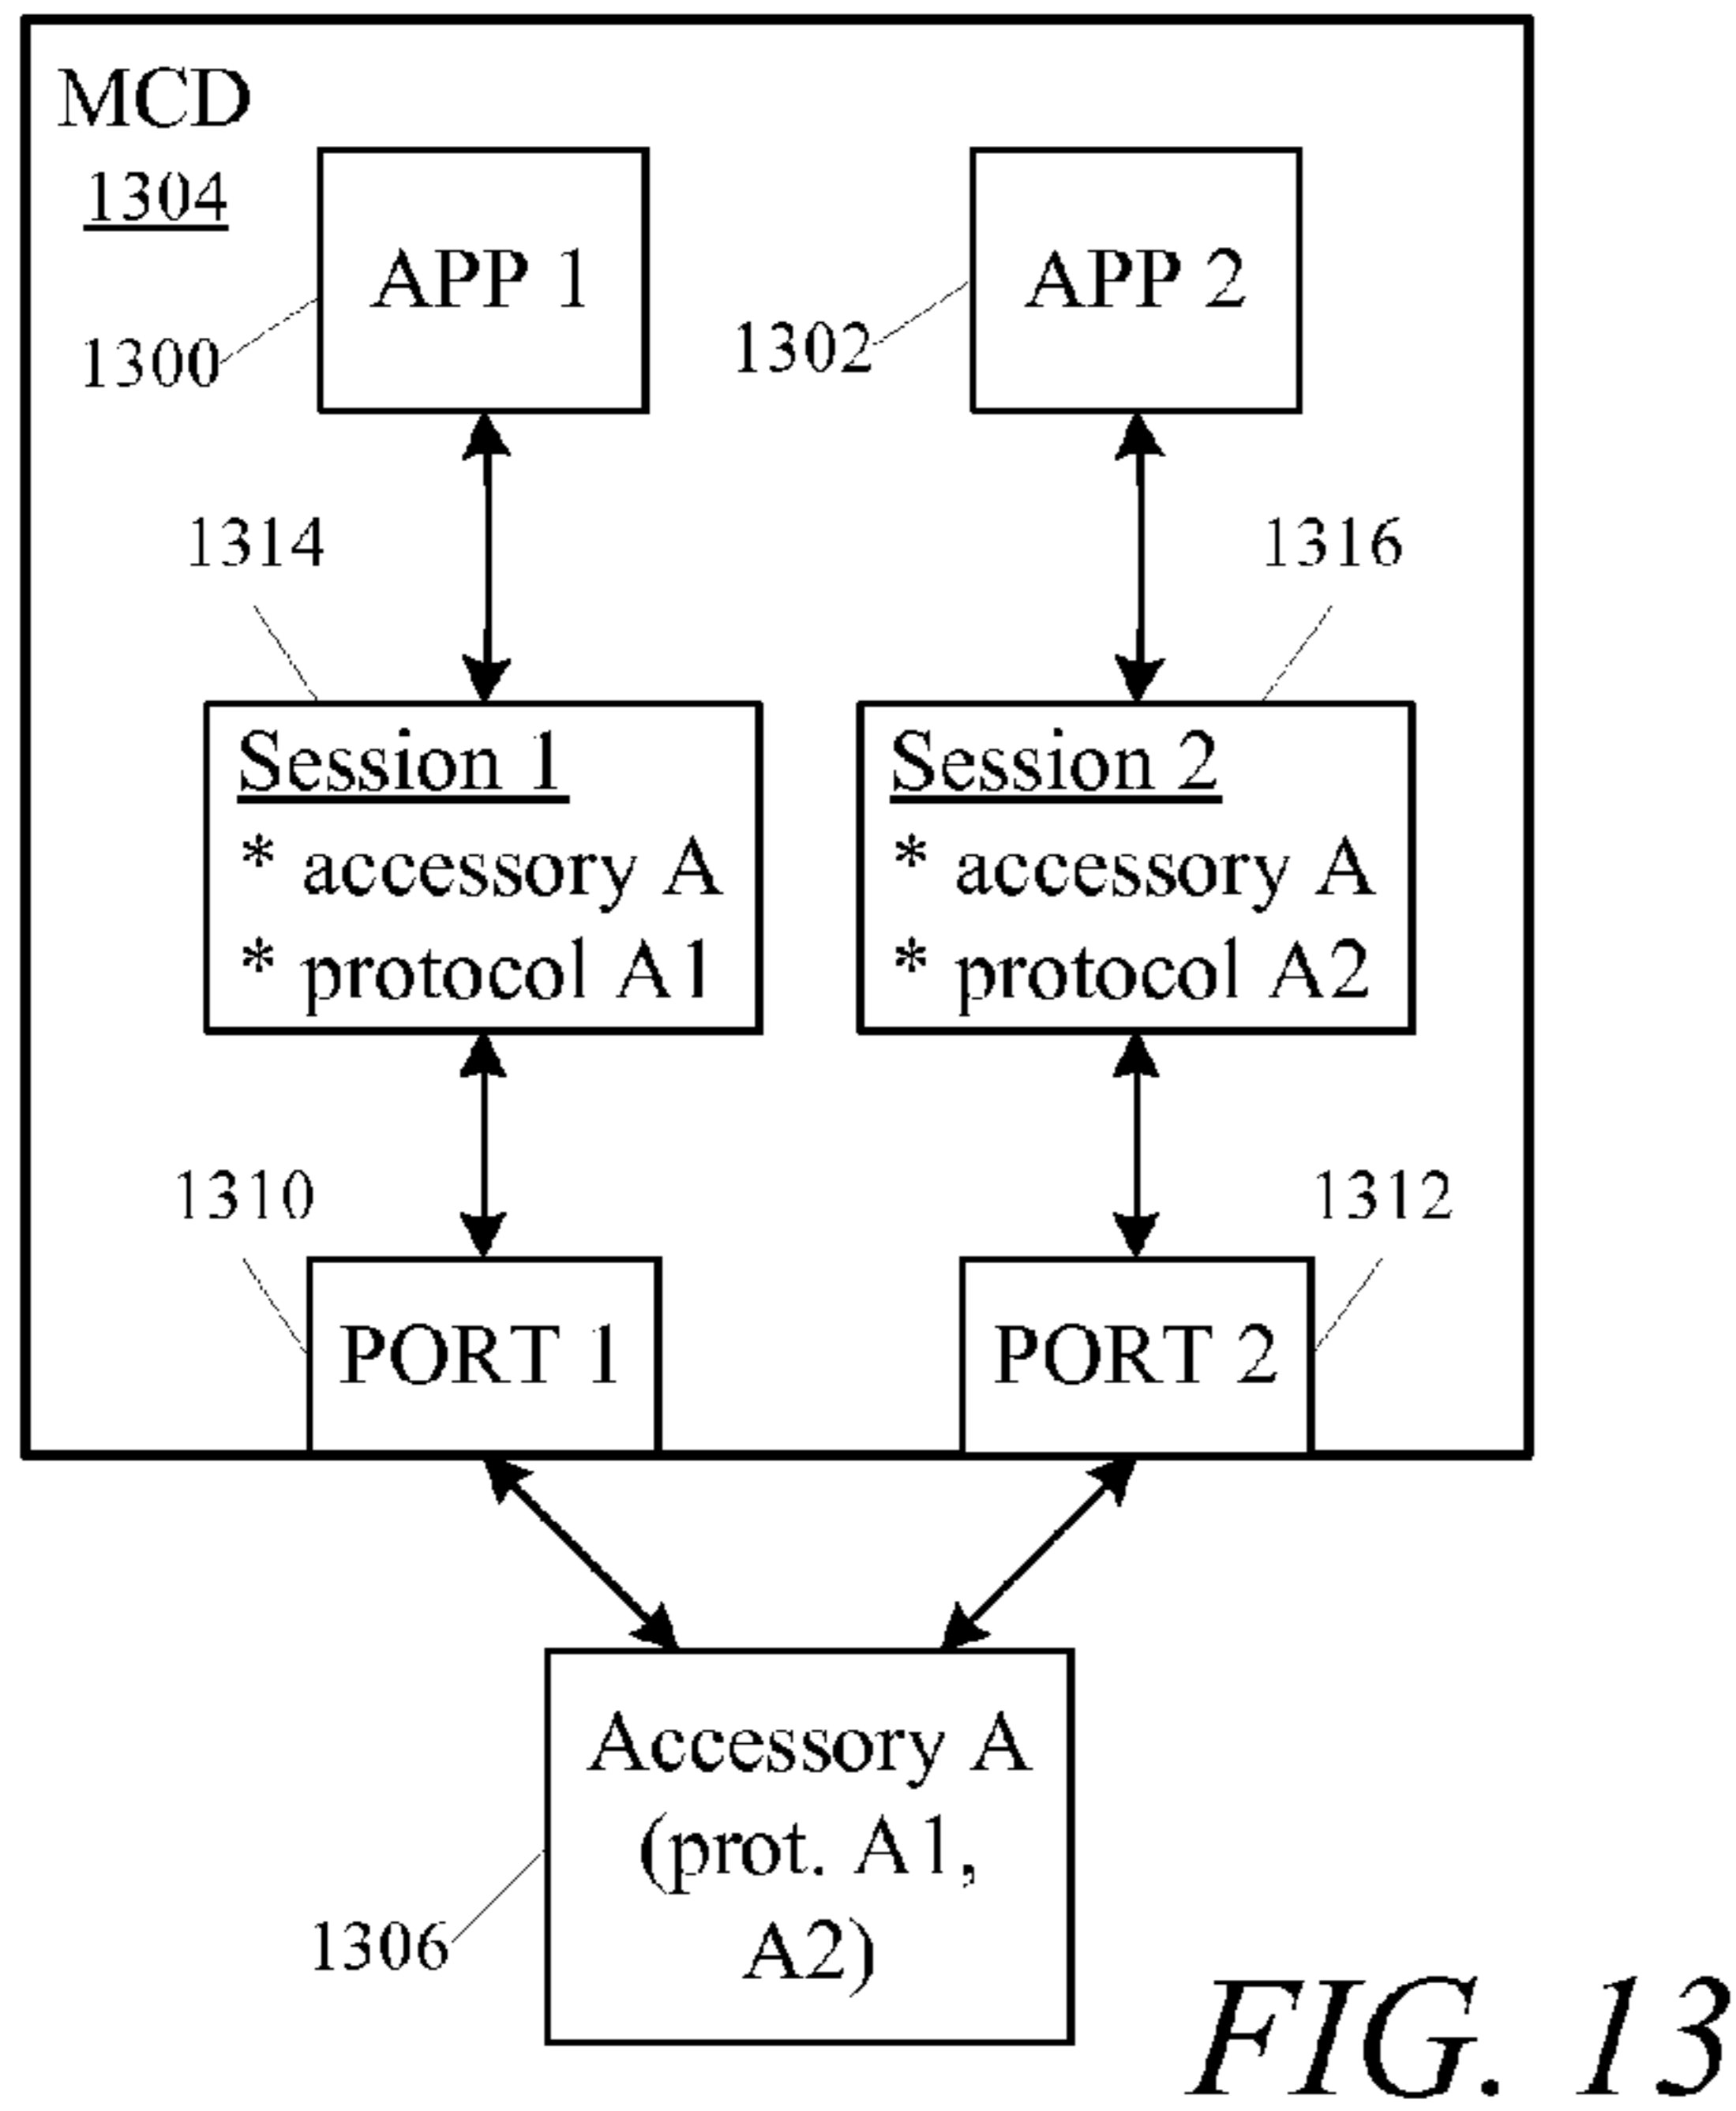 MCD
1304
APP 1
APP 2
1300
1302
1314
1316
Session 1
* accessory A
* protocol A1
Session 2
* accessory A
* protocol A2
1310
1312
PORT 1
PORT 2
Accessory A
(prot. A1,
A2)
1306
FIG. 13